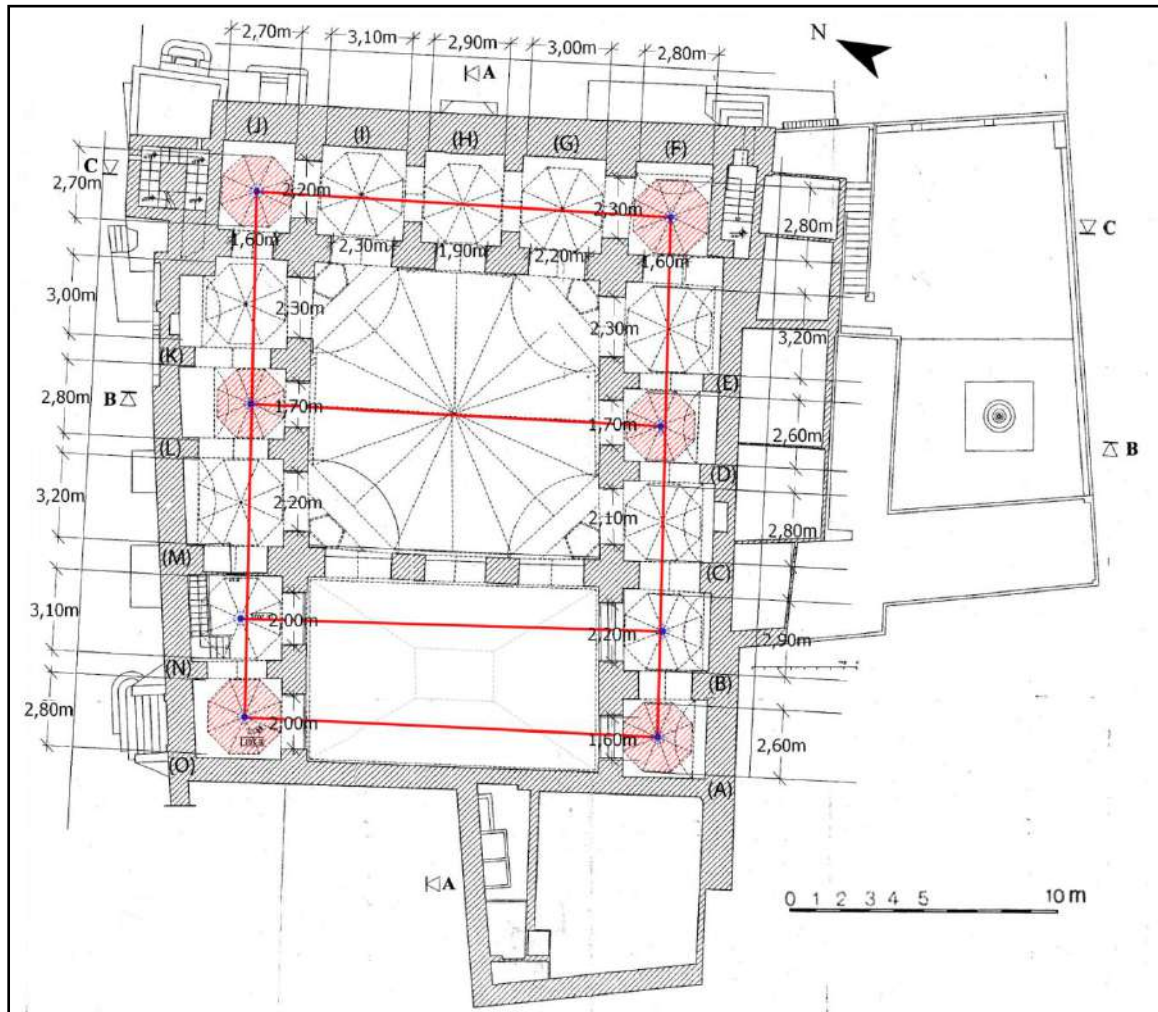 2,70m 3,10m 2,90m 3,00m 2,80m
N
A
(J) (I) (H) (G) (F)
C
2,70m
2,20m 2,30m
2,80m
C
1,60m 2,30m 1,90m 2,20m 1,60m
3,00m
2,30m 2,30m
3,20m
(K) (E)
2,80m
B
1,70m 1,70m
2,60m
B
(L) (D)
3,20m
2,20m 2,10m
2,80m
(M) (C)
3,10m
2,00m 2,20m
2,90m
(N) (B)
2,80m
2,00m 1,60m
2,60m
(O) (A)
A
0 1 2 3 4 5 10 m